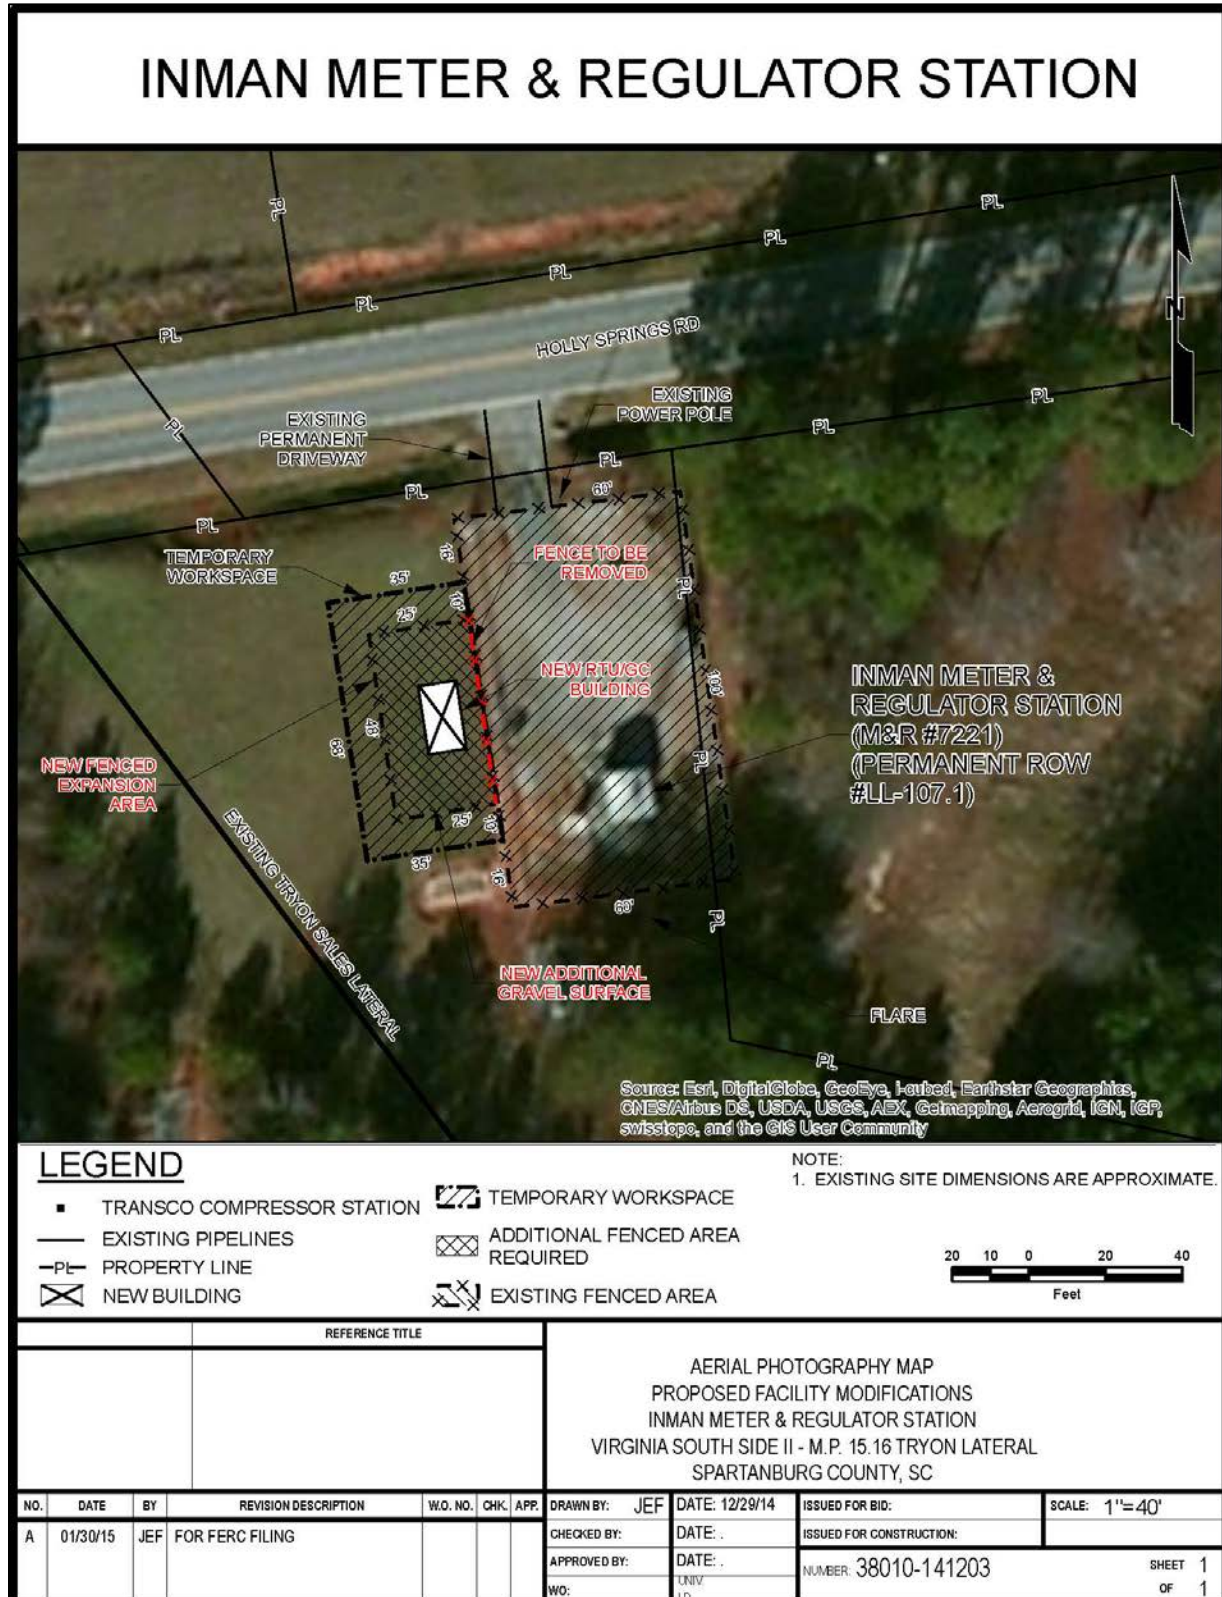 INMAN METER & REGULATOR STATION
PL
PL
PL
PL
PL
PL
N
HOLLY SPRINGS RD
EXISTING
POWER POLE
PL
EXISTING
PERMANENT
DRIVEWAY
PL
PL
PL
PL
PL
60'
TEMPORARY
WORKSPACE
16'
FENCE TO BE
REMOVED
35'
10'
PL
25'
NEW RTU/GC
BUILDING
100'
INMAN METER &
REGULATOR STATION
(M&R #7221)
(PERMANENT ROW
#LL-107.1)
48'
68'
PL
NEW FENCED
EXPANSION
AREA
25'
10'
35'
16'
60'
PL
EXISTING TRYON SALES LATERAL
NEW ADDITIONAL
GRAVEL SURFACE
FLARE
PL
Source: Esri, DigitalGlobe, GeoEye, i-cubed, Earthstar Geographics,
CNES/Airbus DS, USDA, USGS, AEX, Getmapping, Aerogrid, IGN, IGP,
swisstopo, and the GIS User Community
LEGEND
TRANSCO COMPRESSOR STATION
EXISTING PIPELINES
PL PROPERTY LINE
NEW BUILDING
TEMPORARY WORKSPACE
ADDITIONAL FENCED AREA
REQUIRED
EXISTING FENCED AREA
NOTE:
1. EXISTING SITE DIMENSIONS ARE APPROXIMATE.
20 10 0 20 40
Feet
REFERENCE TITLE
AERIAL PHOTOGRAPHY MAP
PROPOSED FACILITY MODIFICATIONS
INMAN METER & REGULATOR STATION
VIRGINIA SOUTH SIDE II - M.P. 15.16 TRYON LATERAL
SPARTANBURG COUNTY, SC
NO. DATE BY REVISION DESCRIPTION W.O. NO. CHK. APP.
A 01/30/15 JEF FOR FERC FILING
DRAWN BY: JEF DATE: 12/29/14 ISSUED FOR BID: SCALE: 1"=40'
CHECKED BY: DATE: . ISSUED FOR CONSTRUCTION:
APPROVED BY: DATE: . NUMBER: 38010-141203 SHEET 1
WO: UNIV. OF 1